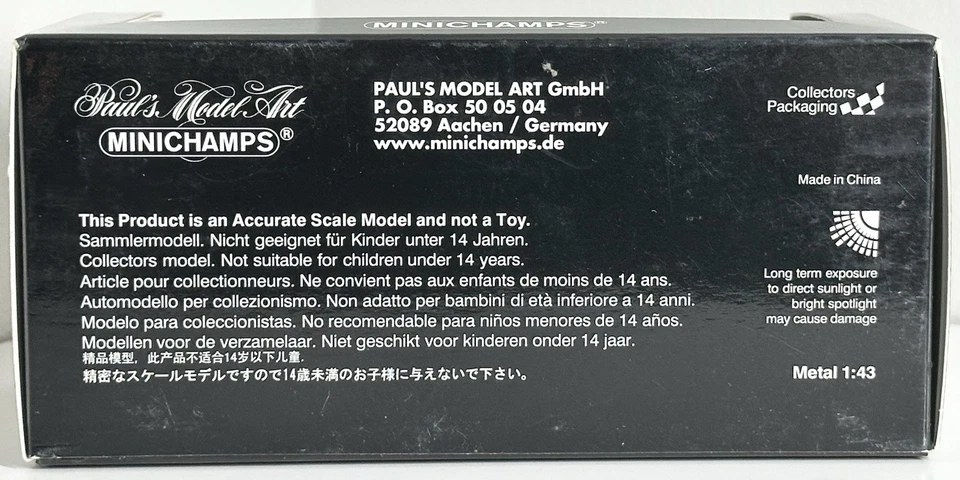 MINICHAMPS®
Paul's Model Art
MINICHAMPS®
PAUL'S MODEL ART GmbH
P. O. Box 50 05 04
52089 Aachen / Germany
www.minichamps.de
Collectors
Packaging
Made in China
This Product is an Accurate Scale Model and not a Toy.
Sammlermodell. Nicht geeignet für Kinder unter 14 Jahren.
Collectors model. Not suitable for children under 14 years.
Article pour collectionneurs. Ne convient pas aux enfants de moins de 14 ans.
Automodello per collezionismo. Non adatto per bambini di età inferiore a 14 anni.
Modelo para coleccionistas. No recomendable para niños menores de 14 años.
Modellen voor de verzamelaar. Niet geschikt voor kinderen onder 14 jaar.
精品模型，此产品不适合14岁以下儿童.
精密なスケールモデルですので14歳未満のお子様に与えないで下さい。
Long term exposure
to direct sunlight or
bright spotlight
may cause damage
Metal 1:43